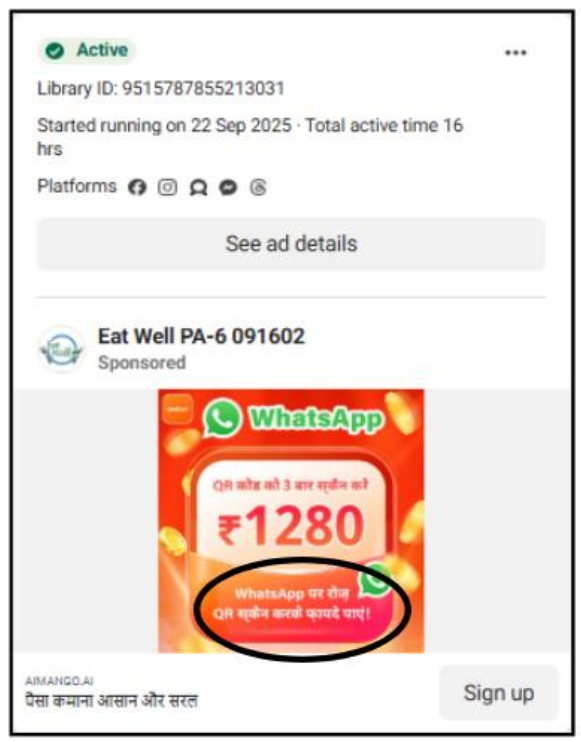 Active
Library ID: 9515787855213031
Started running on 22 Sep 2025 · Total active time 16
hrs
Platforms
See ad details
Eat Well PA-6 091602
Sponsored
WhatsApp
QR कोड को 3 बार स्कैन करें
₹1280
WhatsApp पर रोज़
QR स्कैन करके फ़ायदे पाएं!
AIMANGO.AI
पैसा कमाना आसान और सरल
Sign up